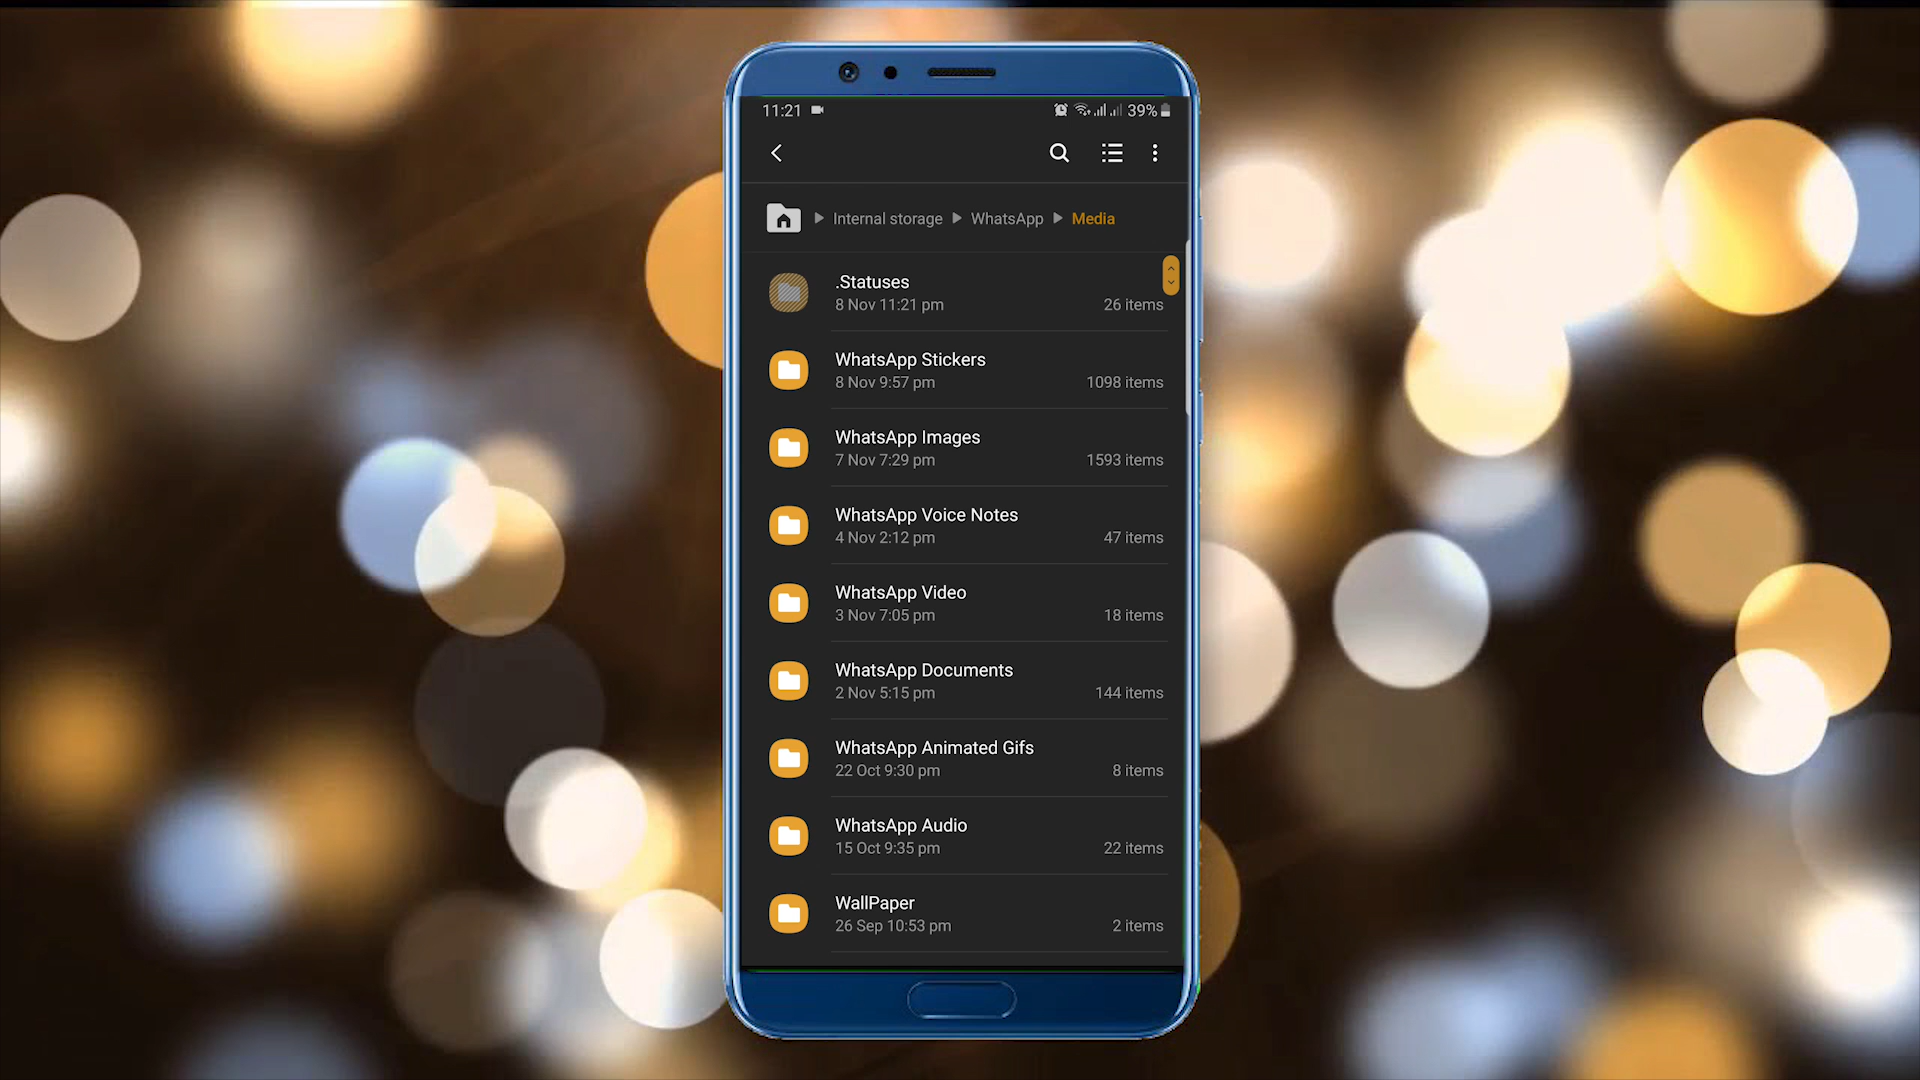 11:21 39%
Internal storage WhatsApp Media
.Statuses
8 Nov 11:21 pm 26 items
WhatsApp Stickers
8 Nov 9:57 pm 1098 items
WhatsApp Images
7 Nov 7:29 pm 1593 items
WhatsApp Voice Notes
4 Nov 2:12 pm 47 items
WhatsApp Video
3 Nov 7:05 pm 18 items
WhatsApp Documents
2 Nov 5:15 pm 144 items
WhatsApp Animated Gifs
22 Oct 9:30 pm 8 items
WhatsApp Audio
15 Oct 9:35 pm 22 items
WallPaper
26 Sep 10:53 pm 2 items